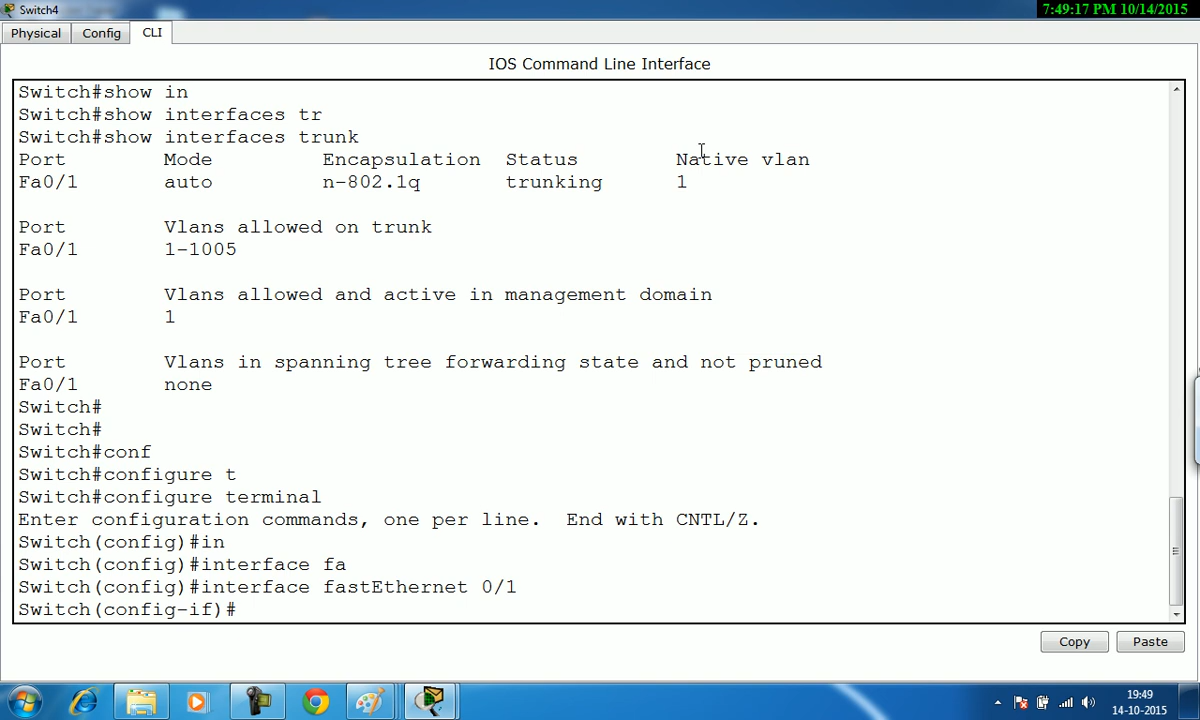 Switch4
7:49:17 PM 10/14/2015
Physical Config CLI
IOS Command Line Interface
Switch#show in
Switch#show interfaces tr
Switch#show interfaces trunk
Port Mode Encapsulation Status Native vlan
Fa0/1 auto n-802.1q trunking 1
Port Vlans allowed on trunk
Fa0/1 1-1005
Port Vlans allowed and active in management domain
Fa0/1 1
Port Vlans in spanning tree forwarding state and not pruned
Fa0/1 none
Switch#
Switch#
Switch#conf
Switch#configure t
Switch#configure terminal
Enter configuration commands, one per line. End with CNTL/Z.
Switch(config)#in
Switch(config)#interface fa
Switch(config)#interface fastEthernet 0/1
Switch(config-if)#
Copy Paste
19:49
14-10-2015